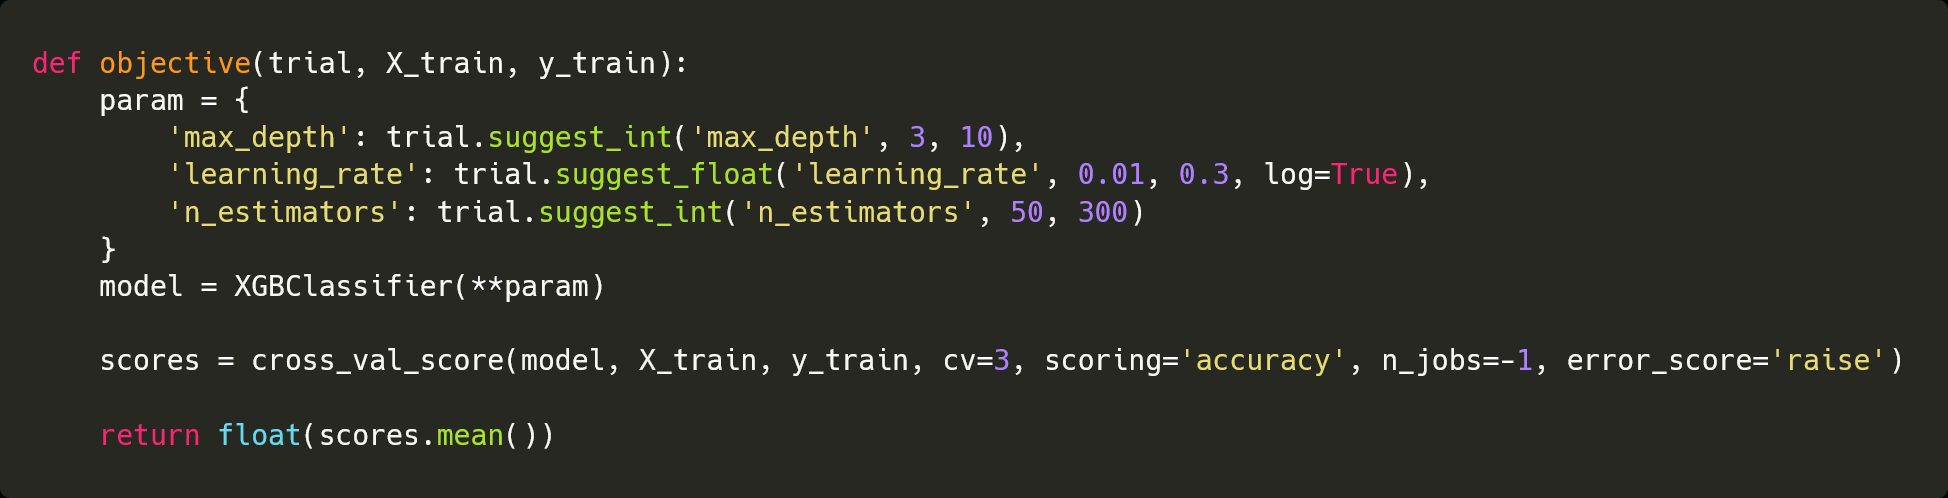 def objective(trial, X_train, y_train):
    param = {
        'max_depth': trial.suggest_int('max_depth', 3, 10),
        'learning_rate': trial.suggest_float('learning_rate', 0.01, 0.3, log=True),
        'n_estimators': trial.suggest_int('n_estimators', 50, 300)
    }
    model = XGBClassifier(**param)

    scores = cross_val_score(model, X_train, y_train, cv=3, scoring='accuracy', n_jobs=-1, error_score='raise')

    return float(scores.mean())